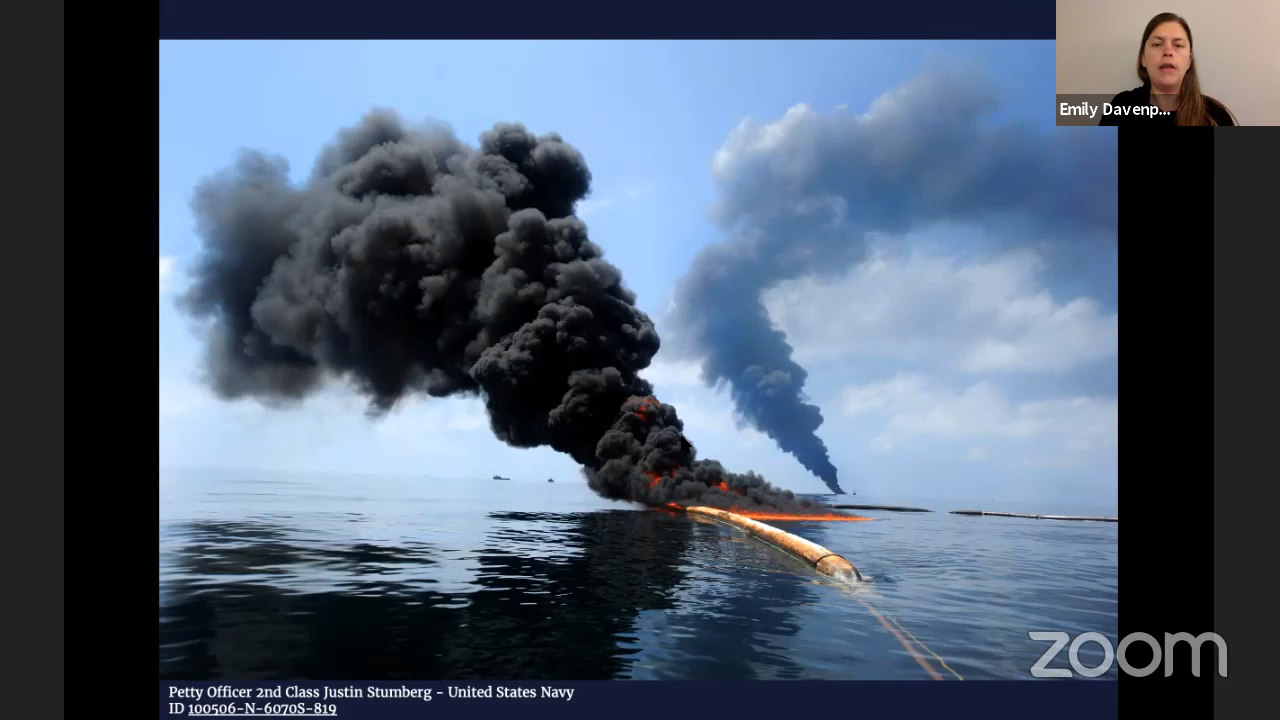 Emily Davenp...
zoom
Petty Officer 2nd Class Justin Stumberg - United States Navy
ID 100506-N-6070S-819